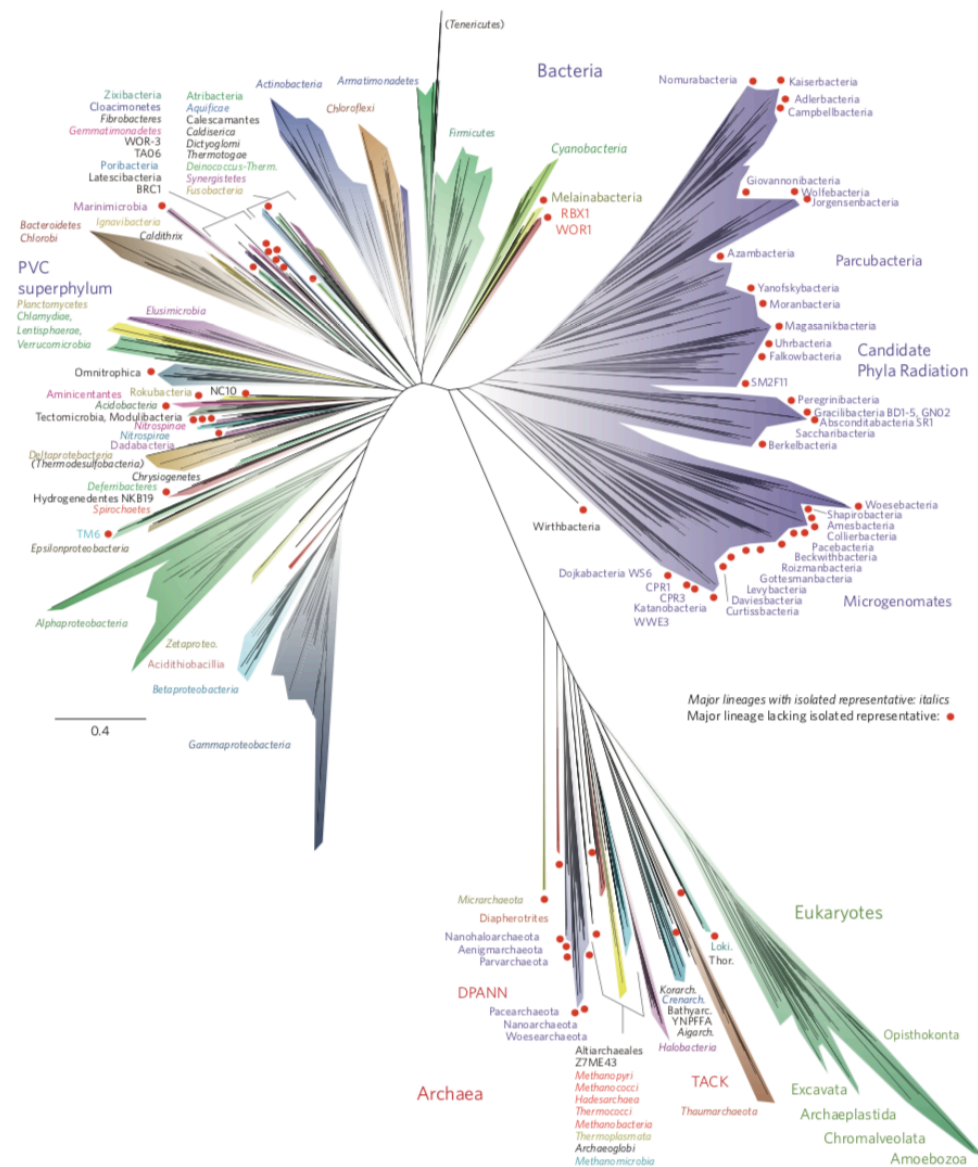 (Tenericutes)
Bacteria
Actinobacteria
Armatimonadetes
Chloroflexi
Firmicutes
Cyanobacteria
Melainabacteria
RBX1
WOR1
Zixibacteria
Cloacimonetes
Fibrobacteres
Gemmatimonadetes
WOR-3
TA06
Poribacteria
Latescibacteria
BRC1
Atribacteria
Aquificae
Calescamantes
Caldiserica
Dictyoglomi
Thermotogae
Deinococcus-Therm.
Synergistetes
Fusobacteria
Marinimicrobia
Ignavibacteria
Bacteroidetes
Chlorobi
Caldithrix
PVC
superphylum
Planctomycetes
Chlamydiae,
Lentisphaerae,
Verrucomicrobia
Elusimicrobia
Omnitrophica
Aminicentantes
Rokubacteria
NC10
Acidobacteria
Tectomicrobia, Modulibacteria
Nitrospinae
Nitrospirae
Dadabacteria
Deltaprotebacteria
(Thermodesulfobacteria)
Chrysiogenetes
Deferribacteres
Hydrogenedentes NKB19
Spirochaetes
TM6
Epsilonproteobacteria
Alphaproteobacteria
Zetaproteo.
Acidithiobacillia
Betaproteobacteria
Gammaproteobacteria
0.4
Nomurabacteria
Kaiserbacteria
Adlerbacteria
Campbellbacteria
Giovannonibacteria
Wolfebacteria
Jorgensenbacteria
Azambacteria
Parcubacteria
Yanofskybacteria
Moranbacteria
Magasanikbacteria
Uhrbacteria
Falkowbacteria
Candidate
Phyla Radiation
SM2F11
Peregrinibacteria
Gracilibacteria BD1-5, GN02
Absconditabacteria SR1
Saccharibacteria
Berkelbacteria
Woesebacteria
Shapirobacteria
Amesbacteria
Collierbacteria
Pacebacteria
Beckwithbacteria
Roizmanbacteria
Gottesmanbacteria
Levybacteria
Daviesbacteria
Curtissbacteria
Microgenomates
Wirthbacteria
Dojkabacteria WS6
CPR1
CPR3
Katanobacteria
WWE3
Major lineages with isolated representative: italics
Major lineage lacking isolated representative:
Micrarchaeota
Diapherotrites
Nanohaloarchaeota
Aenigmarchaeota
Parvarchaeota
DPANN
Pacearchaeota
Nanoarchaeota
Woesearchaeota
Archaea
Altiarchaeales
Z7ME43
Methanopyri
Methanococci
Hadesarchaea
Thermococci
Methanobacteria
Thermoplasmata
Archaeoglobi
Methanomicrobia
Halobacteria
Korarch.
Crenarch.
Bathyarc.
YNPFFA
Aigarch.
TACK
Thaumarchaeota
Loki.
Thor.
Eukaryotes
Opisthokonta
Excavata
Archaeplastida
Chromalveolata
Amoebozoa